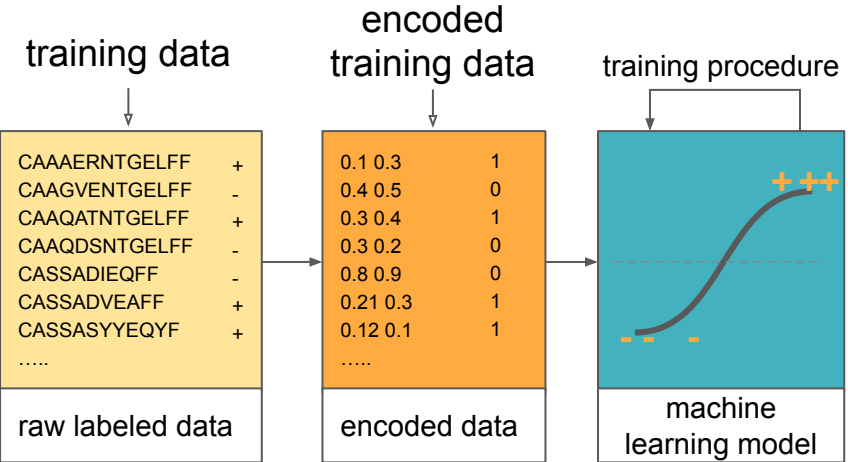 training data
encoded
training data
training procedure
CAAAERNTGELFF +
CAAGVENTGELFF -
CAAQATNTGELFF +
CAAQDSNTGELFF -
CASSADIEQFF -
CASSADVEAFF +
CASSASYYEQYF +
…..
raw labeled data
0.1 0.3 1
0.4 0.5 0
0.3 0.4 1
0.3 0.2 0
0.8 0.9 0
0.21 0.3 1
0.12 0.1 1
…..
encoded data
+ ++
- - -
machine
learning model